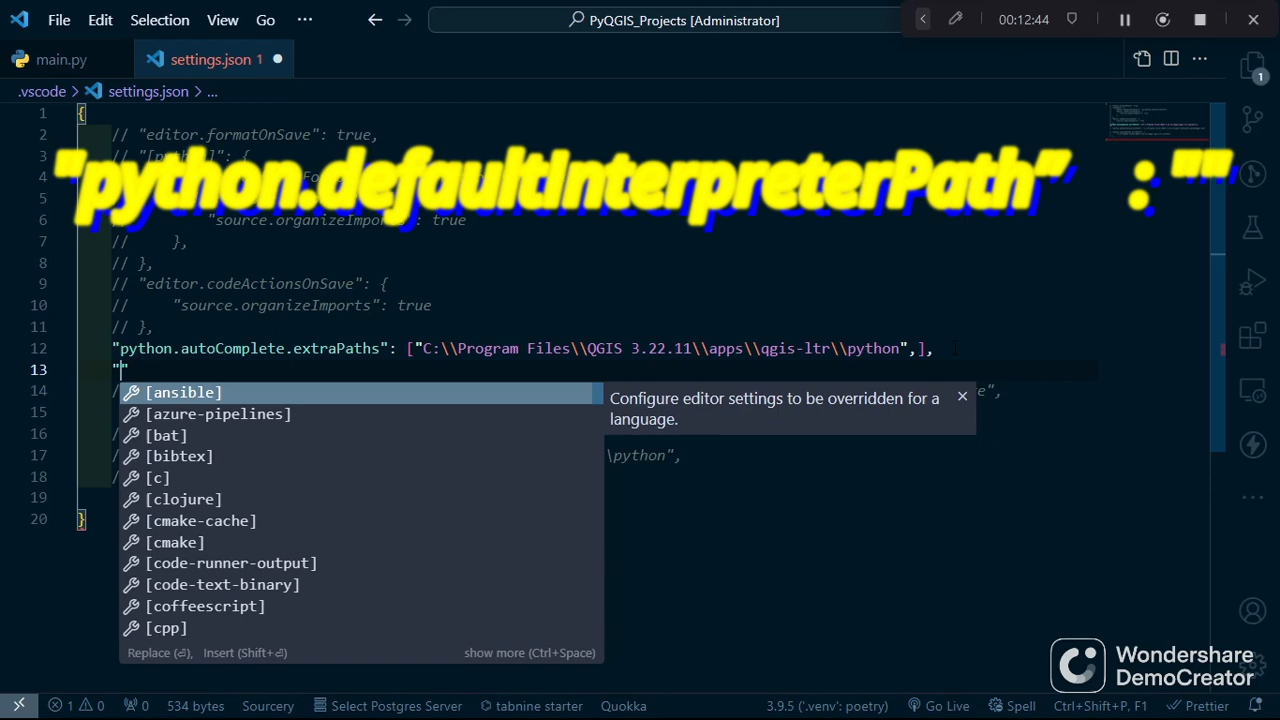 File Edit Selection View Go ··· PyQGIS_Projects [Administrator] 00:12:44
main.py settings.json 1
.vscode > settings.json > ...
1 {
2 // "editor.formatOnSave": true,
3 //
"python.defaultInterpreterPath" : ""
4
5
6 "source.organizeImports": true
7 // },
8 // },
9 // "editor.codeActionsOnSave": {
10 // "source.organizeImports": true
11 // },
12 "python.autoComplete.extraPaths": ["C:\\Program Files\\QGIS 3.22.11\\apps\\qgis-ltr\\python",],
13 ""
14 [ansible] Configure editor settings to be overridden for a language.
15 [azure-pipelines]
16 [bat]
17 [bibtex] \python",
18 [c]
19 [clojure]
20 } [cmake-cache]
[cmake]
[code-runner-output]
[code-text-binary]
[coffeescript]
[cpp]
Replace (⏎), Insert (Shift+⏎) show more (Ctrl+Space)
Wondershare
DemoCreator
1 0 0 534 bytes Sourcery Select Postgres Server tabnine starter Quokka 3.9.5 ('.venv': poetry) Go Live Ctrl+Shift+P, F1 Spell Prettier